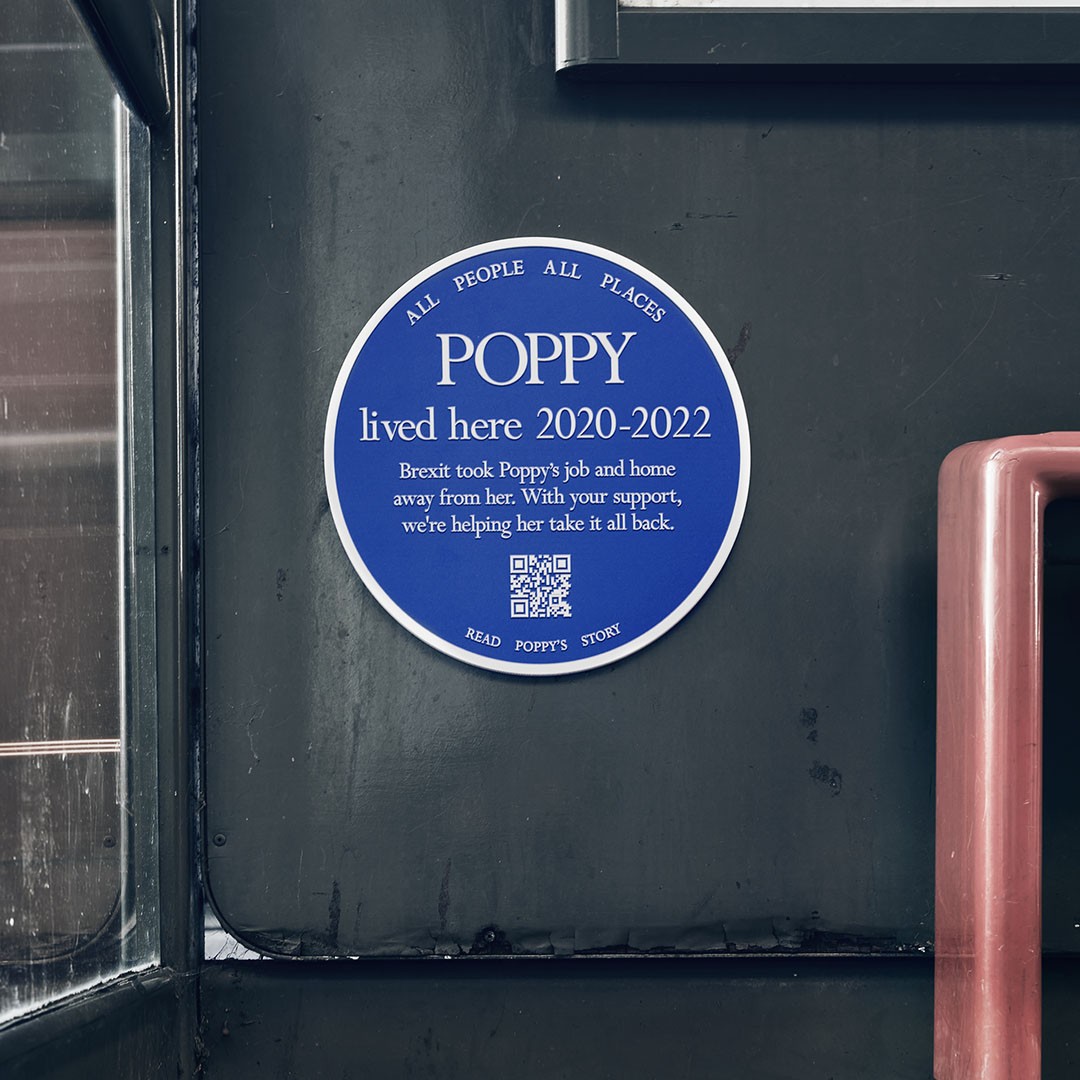 ALL PEOPLE ALL PLACES
POPPY
lived here 2020-2022
Brexit took Poppy's job and home
away from her. With your support,
we're helping her take it all back.
READ POPPY'S STORY